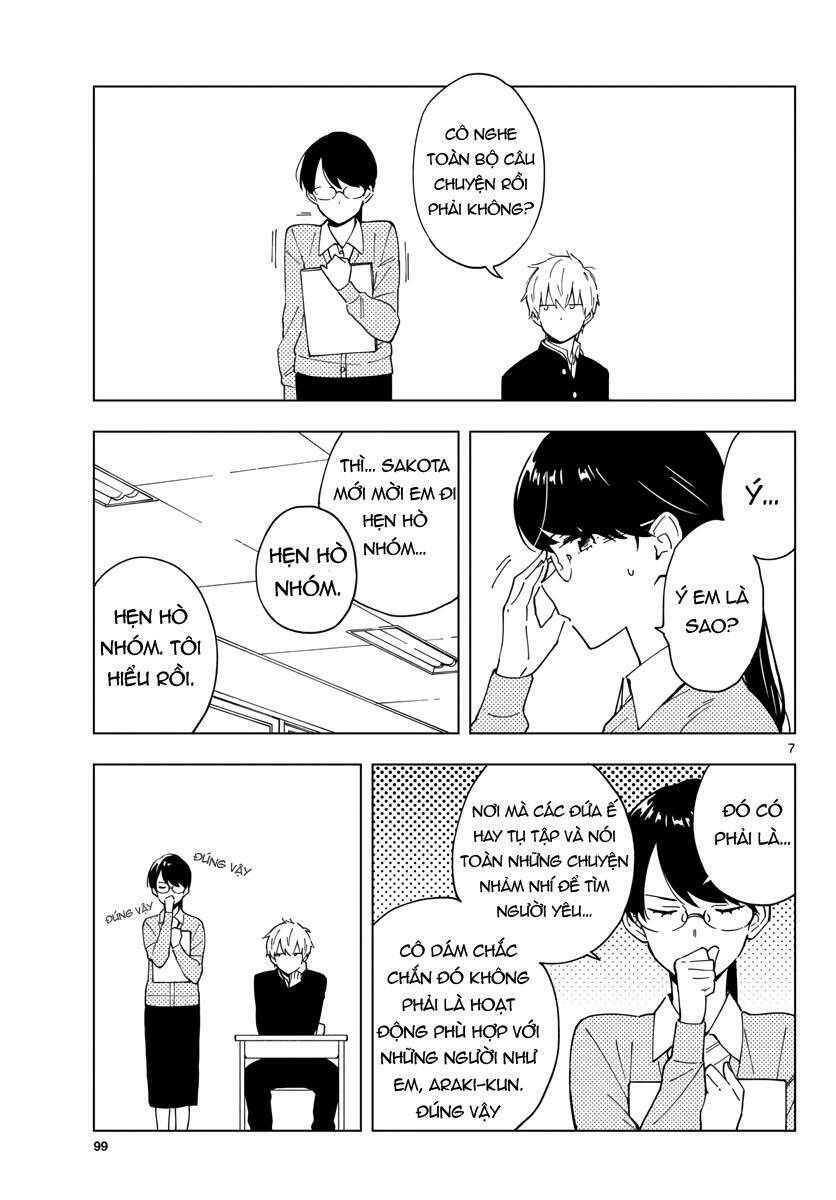 CÔ NGHE
TOÀN BỘ CÂU
CHUYỆN RỒI
PHẢI KHÔNG?
Ý...
Ý EM LÀ
SAO?
THÌ... SAKOTA
MỚI MỜI EM ĐI
HẸN HÒ
NHÓM...
HẸN HÒ
NHÓM.
HẸN HÒ
NHÓM. TÔI
HIỂU RỒI.
7
ĐÓ CÓ
PHẢI LÀ...
NƠI MÀ CÁC ĐỨA Ế
HAY TỤ TẬP VÀ NÓI
TOÀN NHỮNG CHUYỆN
NHẢM NHÍ ĐỂ TÌM
NGƯỜI YÊU...
CÔ DÁM CHẮC
CHẮN ĐÓ KHÔNG
PHẢI LÀ HOẠT
ĐỘNG PHÙ HỢP VỚI
NHỮNG NGƯỜI NHƯ
EM, ARAKI-KUN.
ĐÚNG VẬY
ĐÚNG VẬY
ĐÚNG VẬY
99